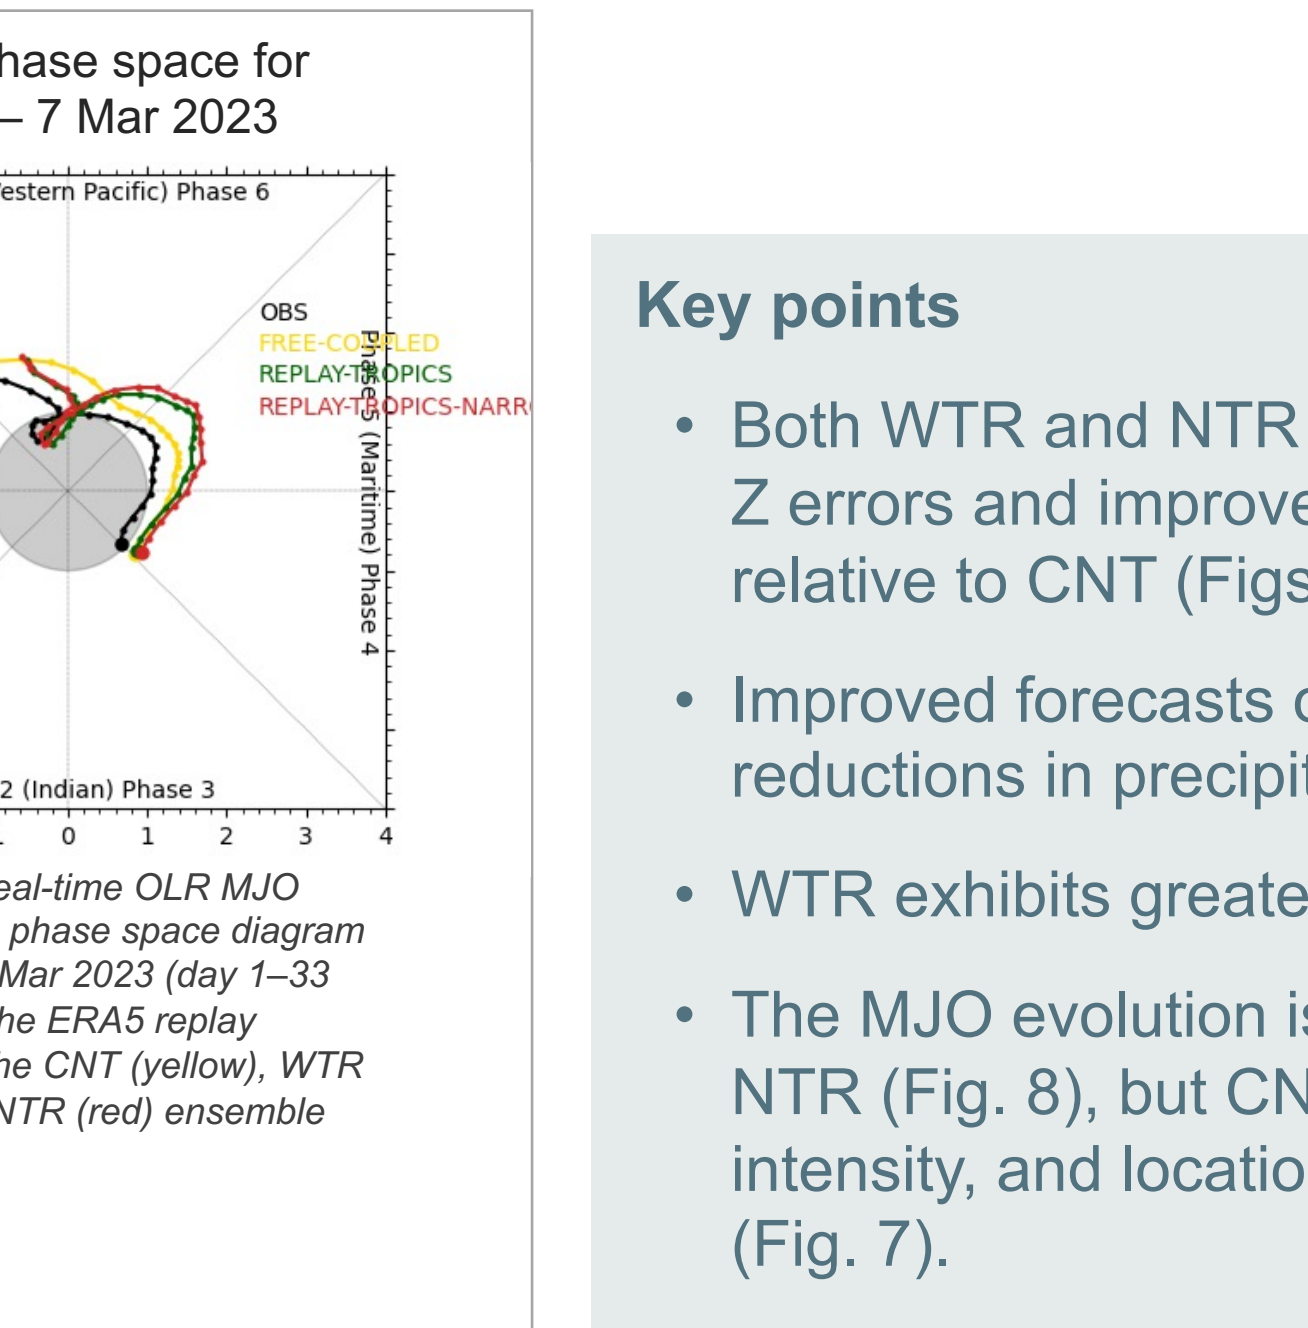 hase space for
– 7 Mar 2023
estern Pacific) Phase 6
OBS
FREE-COUPLED
REPLAY-TROPICS
REPLAY-TROPICS-NARR
Phase 5 (Maritime) Phase 4
2 (Indian) Phase 3
0 1 2 3 4
eal-time OLR MJO
phase space diagram
Mar 2023 (day 1–33
he ERA5 replay
he CNT (yellow), WTR
NTR (red) ensemble
Key points
• Both WTR and NTR
Z errors and improve
relative to CNT (Figs
• Improved forecasts
reductions in precipit
• WTR exhibits greate
• The MJO evolution is
NTR (Fig. 8), but CN
intensity, and locatio
(Fig. 7).